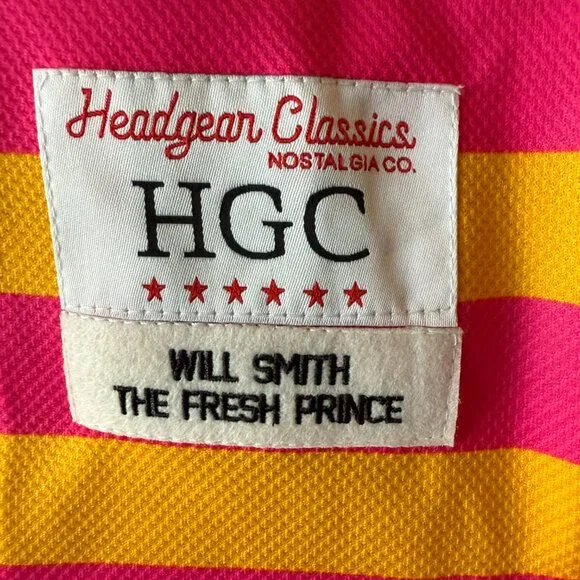 Headgear Classics
NOSTALGIA CO.
HGC
WILL SMITH
THE FRESH PRINCE